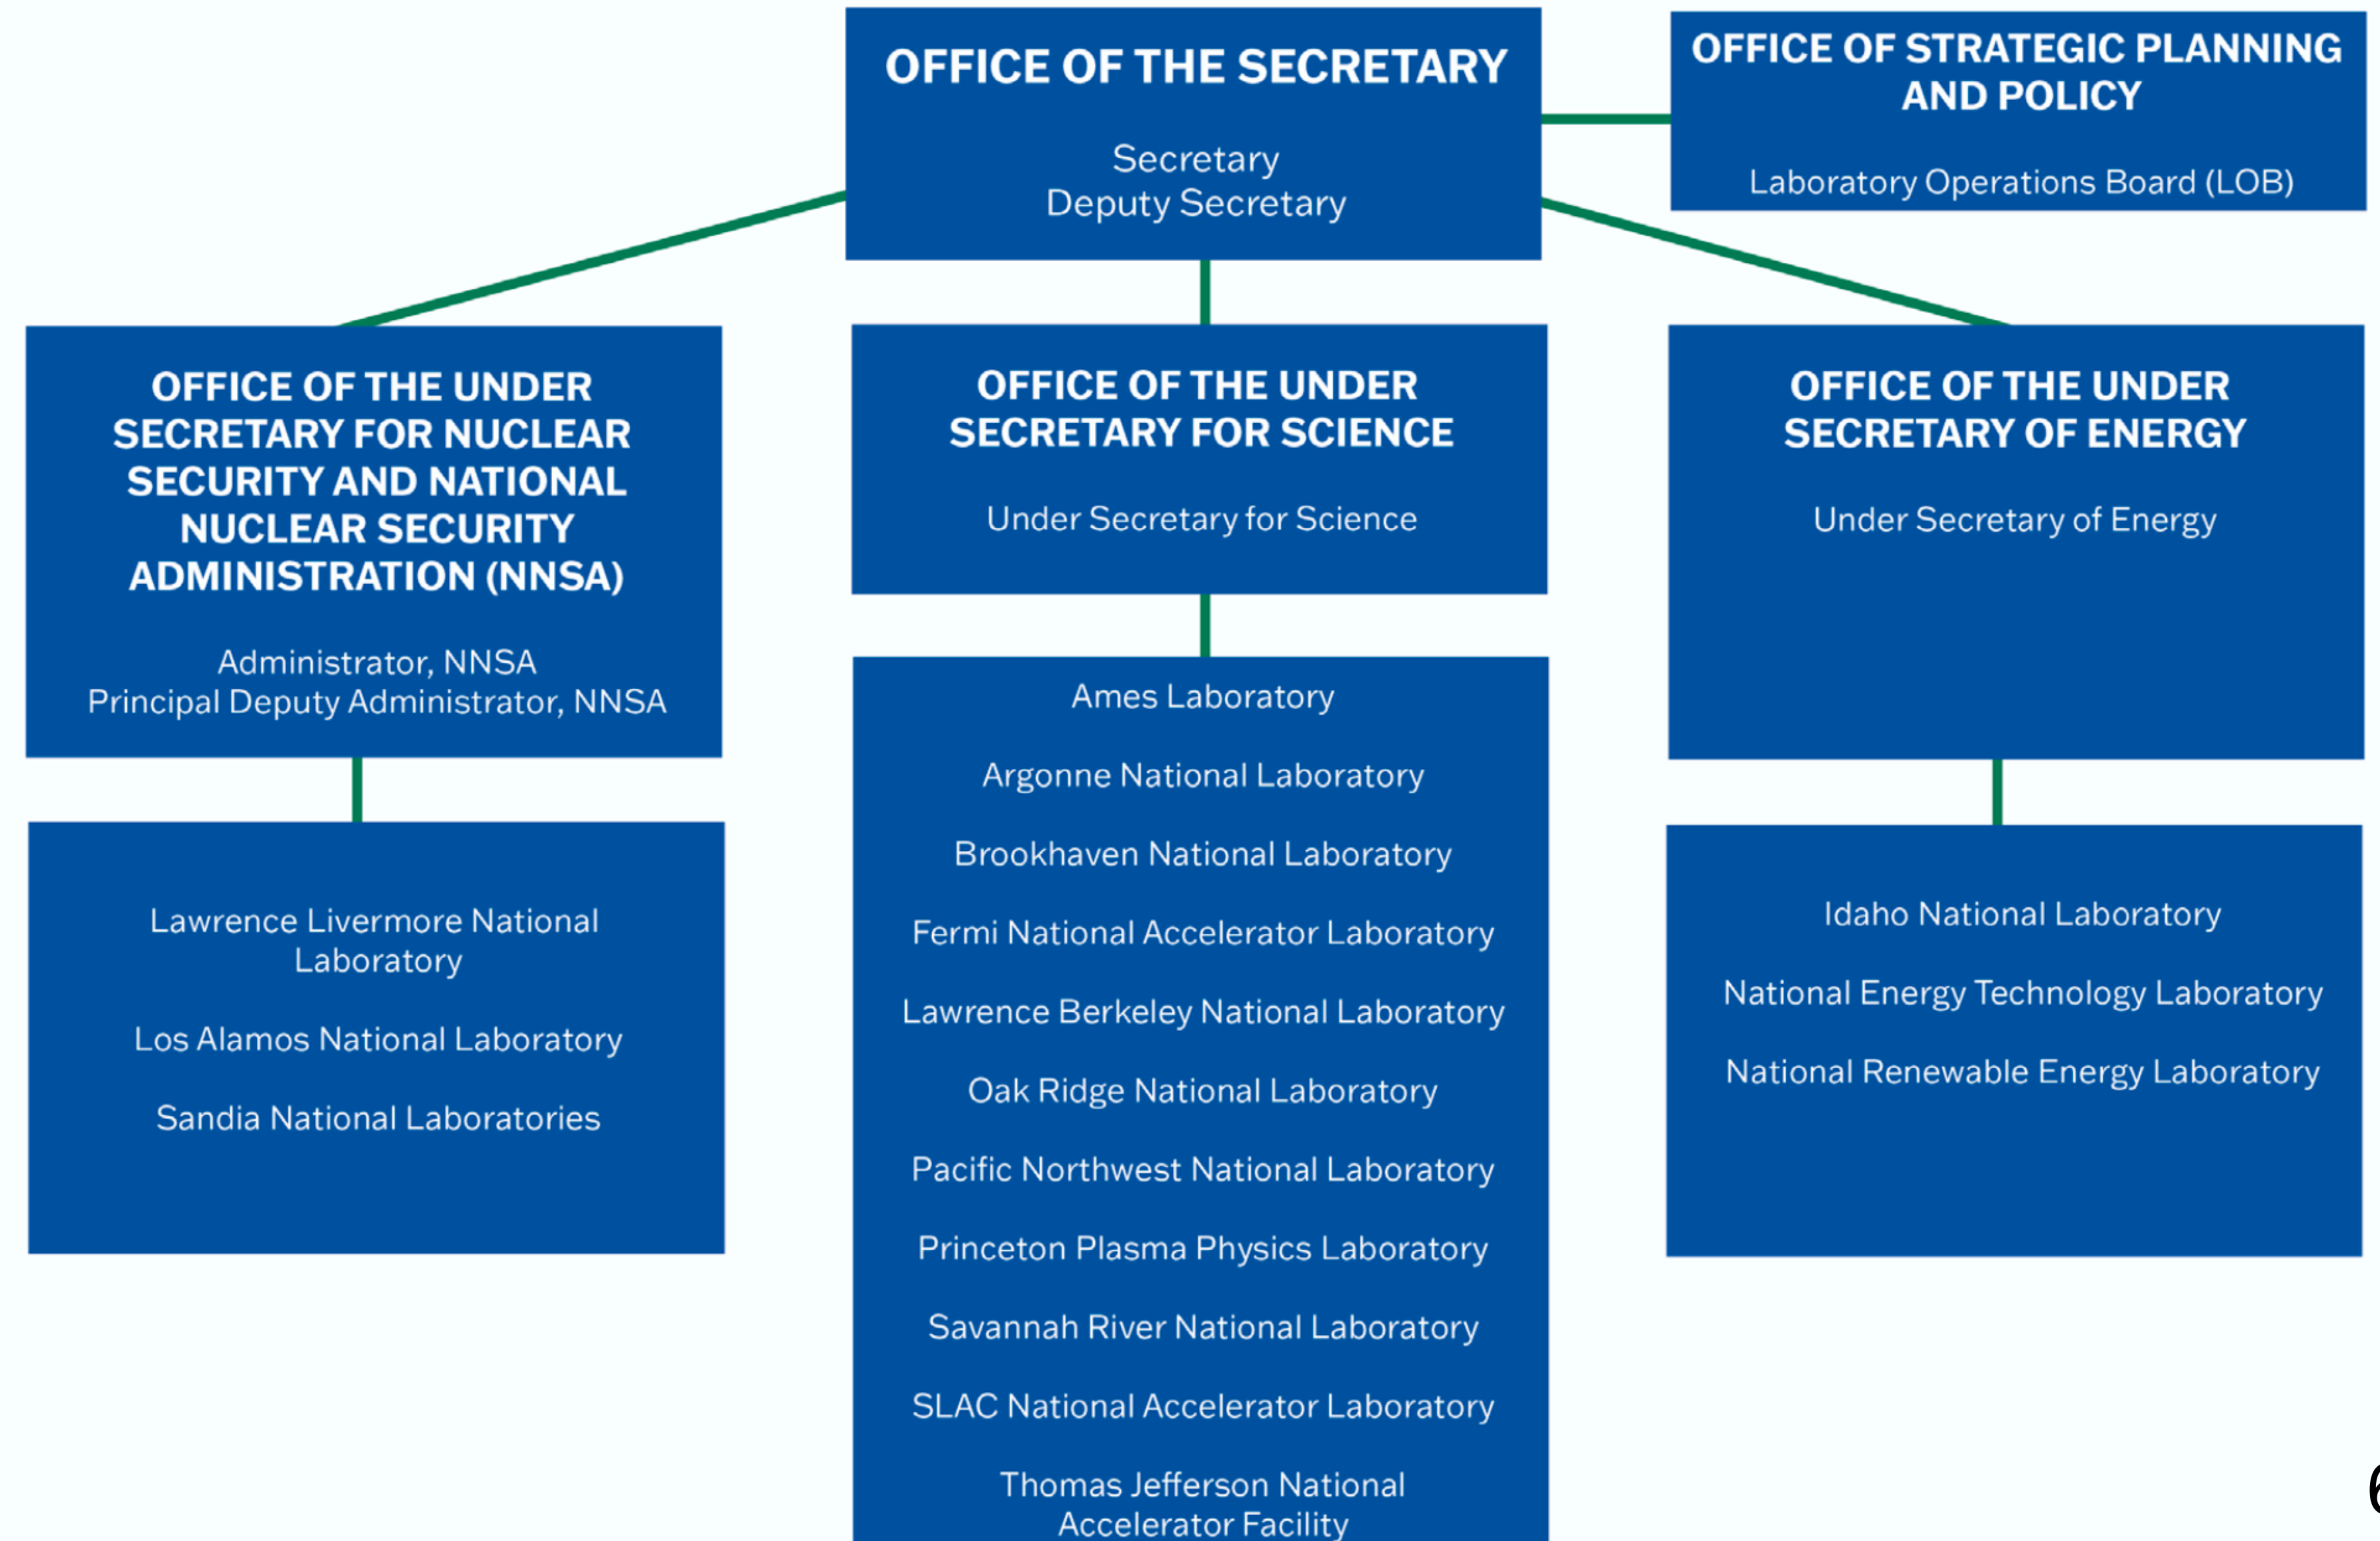 OFFICE OF THE SECRETARY
Secretary
Deputy Secretary
OFFICE OF STRATEGIC PLANNING
AND POLICY
Laboratory Operations Board (LOB)
OFFICE OF THE UNDER
SECRETARY FOR NUCLEAR
SECURITY AND NATIONAL
NUCLEAR SECURITY
ADMINISTRATION (NNSA)
Administrator, NNSA
Principal Deputy Administrator, NNSA
Lawrence Livermore National
Laboratory
Los Alamos National Laboratory
Sandia National Laboratories
OFFICE OF THE UNDER
SECRETARY FOR SCIENCE
Under Secretary for Science
Ames Laboratory
Argonne National Laboratory
Brookhaven National Laboratory
Fermi National Accelerator Laboratory
Lawrence Berkeley National Laboratory
Oak Ridge National Laboratory
Pacific Northwest National Laboratory
Princeton Plasma Physics Laboratory
Savannah River National Laboratory
SLAC National Accelerator Laboratory
Thomas Jefferson National
Accelerator Facility
OFFICE OF THE UNDER
SECRETARY OF ENERGY
Under Secretary of Energy
Idaho National Laboratory
National Energy Technology Laboratory
National Renewable Energy Laboratory